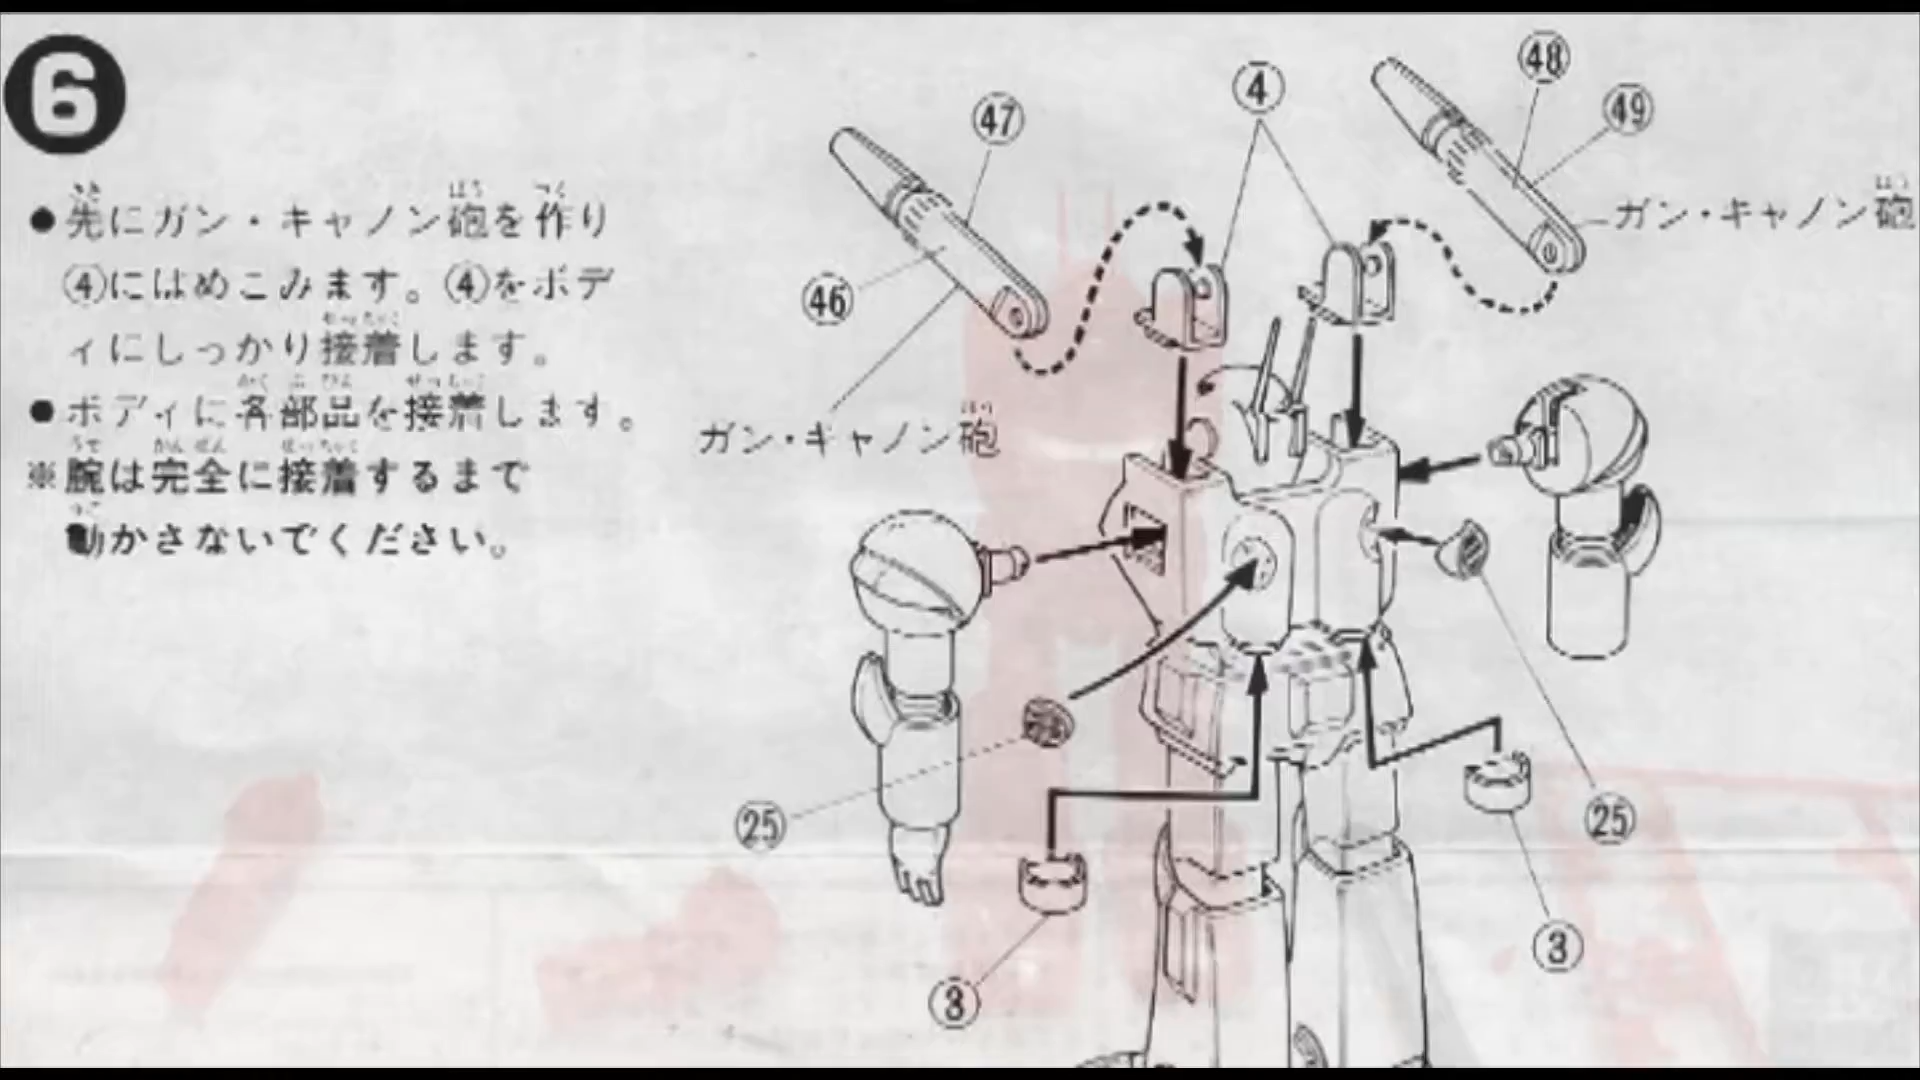 6
●先にガン・キャノン砲を作り
④にはめこみます。④をボデ
ィにしっかり接着します。
●ボディに各部品を接着します。
※腕は完全に接着するまで
動かさないでください。
㊼
④
㊽
㊾
ガン・キャノン砲
㊻
ガン・キャノン砲
㉕
㉕
③
③